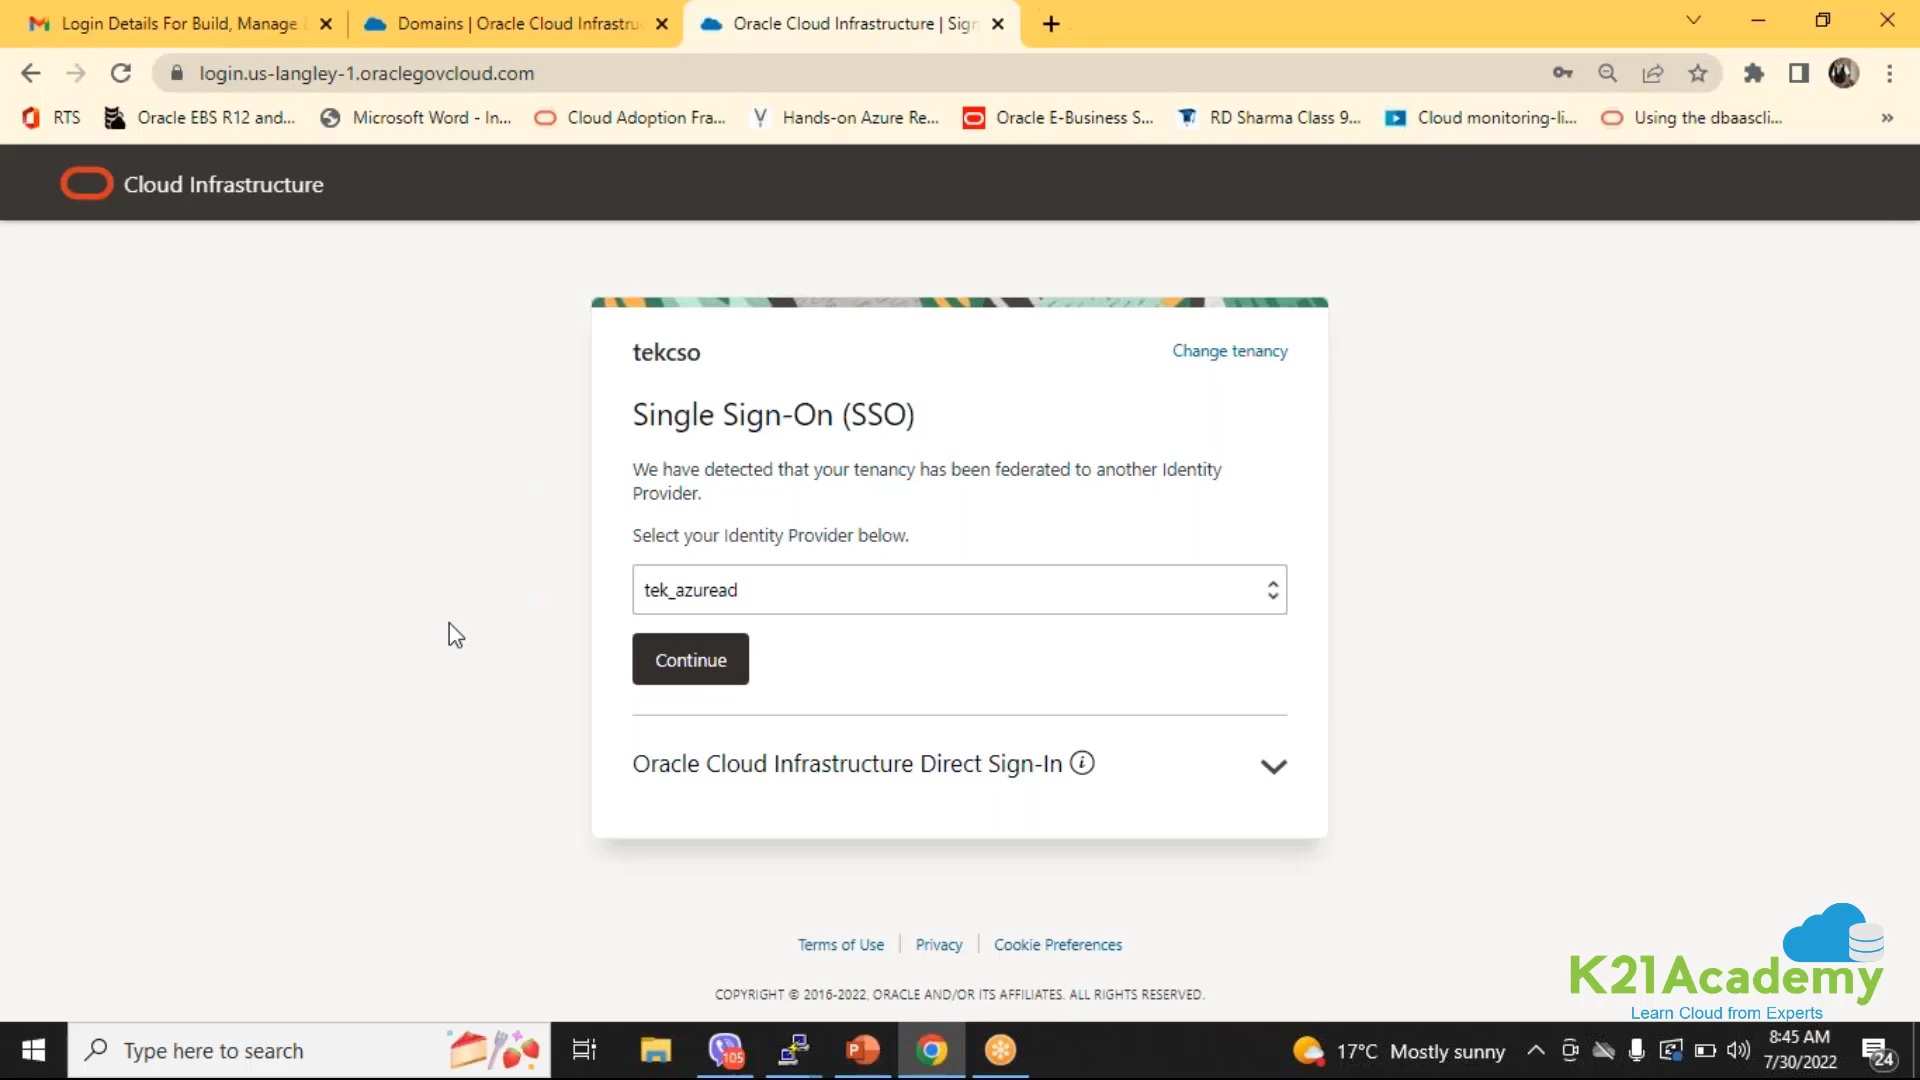 Login Details For Build, Manage
Domains | Oracle Cloud Infrastru
Oracle Cloud Infrastructure | Sign
login.us-langley-1.oraclegovcloud.com
RTS
Oracle EBS R12 and...
Microsoft Word - In...
Cloud Adoption Fra...
Hands-on Azure Re...
Oracle E-Business S...
RD Sharma Class 9...
Cloud monitoring-li...
Using the dbaascli...
»
Cloud Infrastructure
tekcso
Change tenancy
Single Sign-On (SSO)
We have detected that your tenancy has been federated to another Identity
Provider.
Select your Identity Provider below.
tek_azuread
Continue
Oracle Cloud Infrastructure Direct Sign-In
Terms of Use
Privacy
Cookie Preferences
COPYRIGHT © 2016-2022, ORACLE AND/OR ITS AFFILIATES. ALL RIGHTS RESERVED.
K21Academy
Learn Cloud from Experts
Type here to search
105
17°C Mostly sunny
8:45 AM
7/30/2022
24